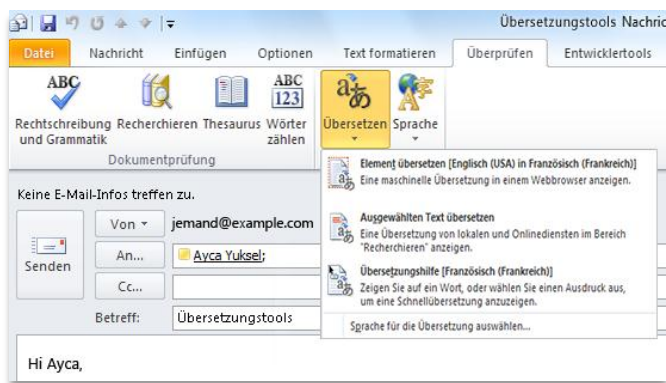 Übersetzungstools Nachric
Datei Nachricht Einfügen Optionen Text formatieren Überprüfen Entwicklertools
ABC ABC 123
Rechtschreibung Recherchieren Thesaurus Wörter Übersetzen Sprache
und Grammatik zählen
Dokumentprüfung
Element übersetzen [Englisch (USA) in Französisch (Frankreich)]
Eine maschinelle Übersetzung in einem Webbrowser anzeigen.
Ausgewählten Text übersetzen
Eine Übersetzung von lokalen und Onlinediensten im Bereich
"Recherchieren" anzeigen.
Übersetzungshilfe [Französisch (Frankreich)]
Zeigen Sie auf ein Wort, oder wählen Sie einen Ausdruck aus,
um eine Schnellübersetzung anzuzeigen.
Sprache für die Übersetzung auswählen...
Keine E-Mail-Infos treffen zu.
Senden
Von jemand@example.com
An... Ayca Yuksel;
Cc...
Betreff: Übersetzungstools
Hi Ayca,